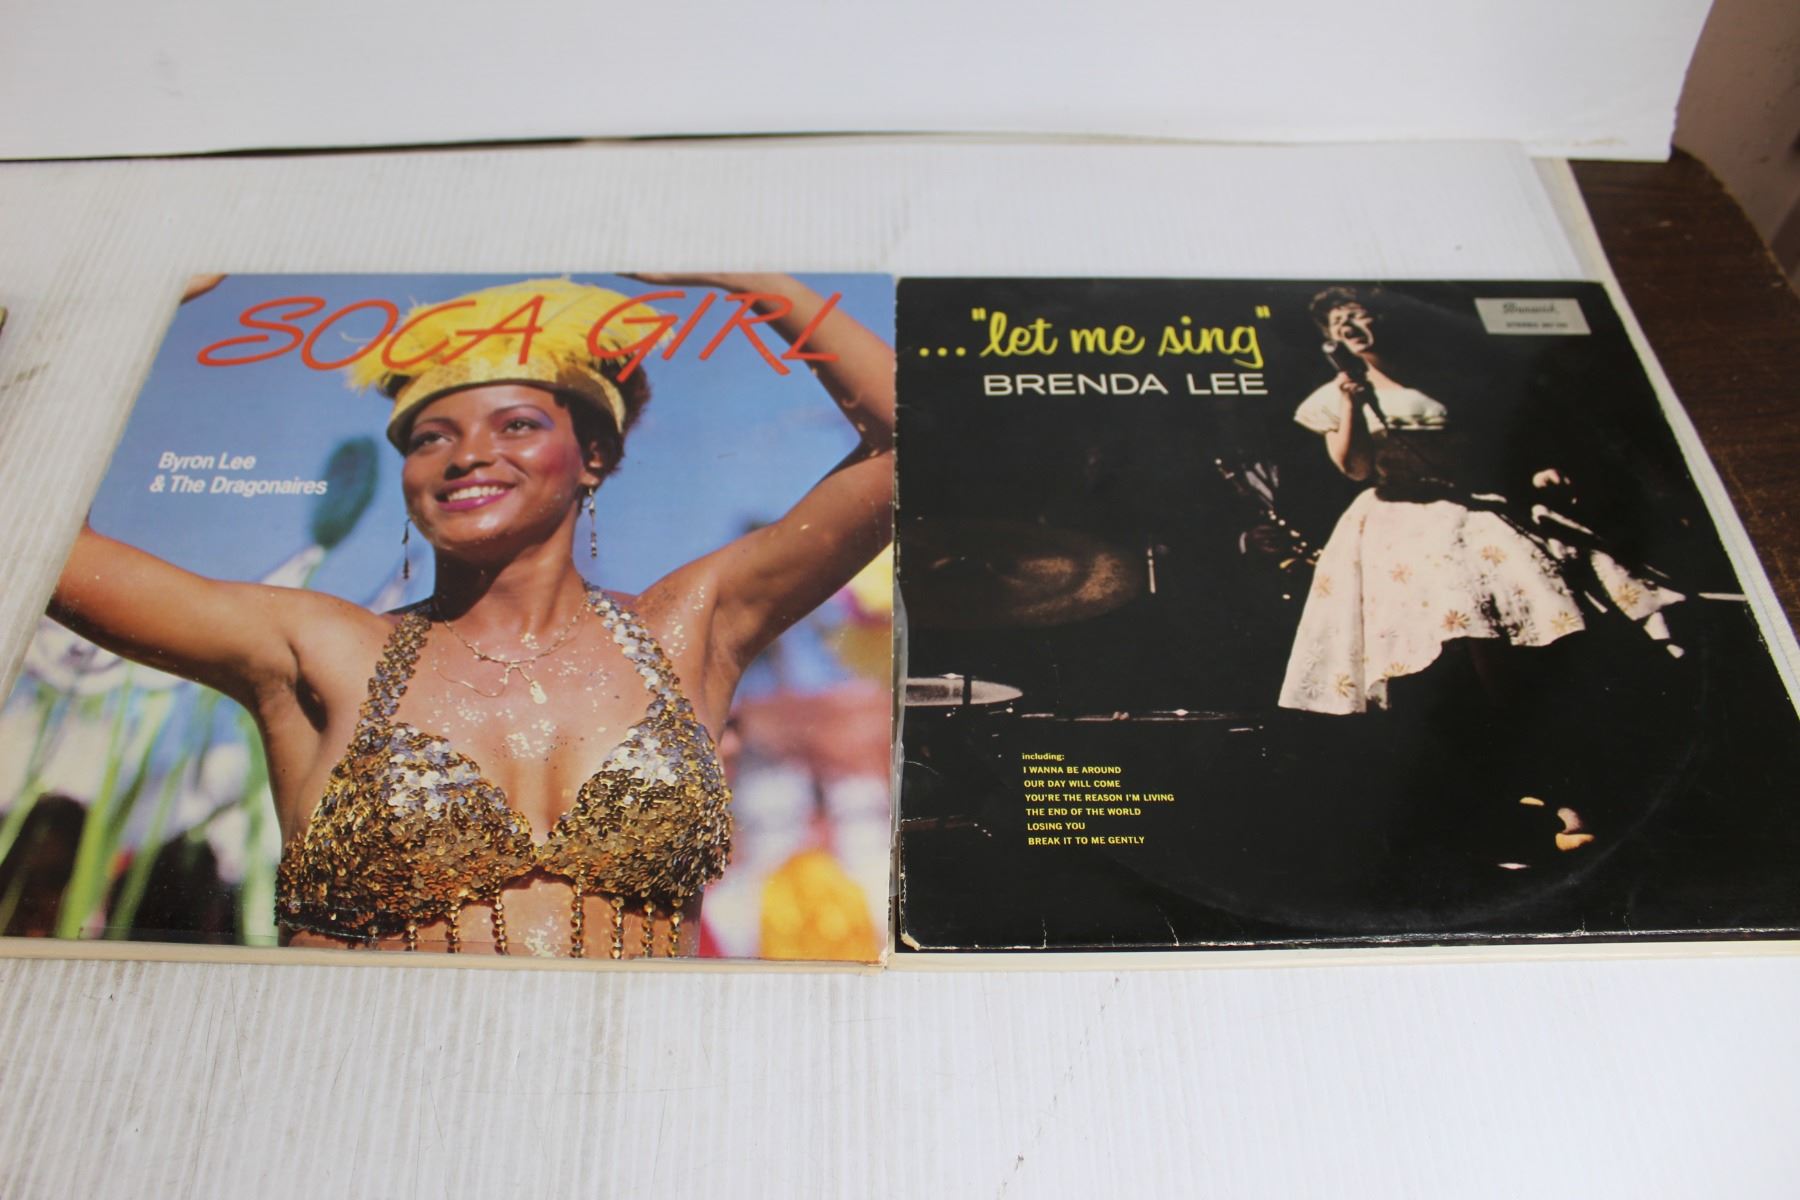 SOCA GIRL
Byron Lee
& The Dragonaires
..."let me sing"
BRENDA LEE
Brunswick
including:
I WANNA BE AROUND
OUR DAY WILL COME
YOU'RE THE REASON I'M LIVING
THE END OF THE WORLD
LOSING YOU
BREAK IT TO ME GENTLY